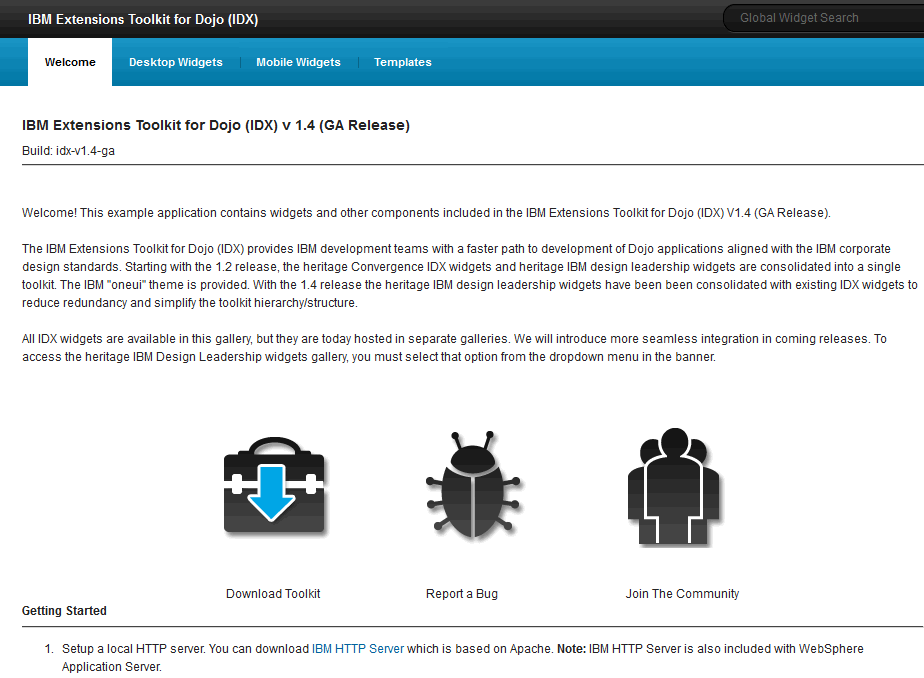 IBM Extensions Toolkit for Dojo (IDX)
Global Widget Search
Welcome
Desktop Widgets
Mobile Widgets
Templates
IBM Extensions Toolkit for Dojo (IDX) v 1.4 (GA Release)
Build: idx-v1.4-ga
Welcome! This example application contains widgets and other components included in the IBM Extensions Toolkit for Dojo (IDX) V1.4 (GA Release).
The IBM Extensions Toolkit for Dojo (IDX) provides IBM development teams with a faster path to development of Dojo applications aligned with the IBM corporate
design standards. Starting with the 1.2 release, the heritage Convergence IDX widgets and heritage IBM design leadership widgets are consolidated into a single
toolkit. The IBM "oneui" theme is provided. With the 1.4 release the heritage IBM design leadership widgets have been been consolidated with existing IDX widgets to
reduce redundancy and simplify the toolkit hierarchy/structure.
All IDX widgets are available in this gallery, but they are today hosted in separate galleries. We will introduce more seamless integration in coming releases. To
access the heritage IBM Design Leadership widgets gallery, you must select that option from the dropdown menu in the banner.
Download Toolkit
Report a Bug
Join The Community
Getting Started
1. Setup a local HTTP server. You can download IBM HTTP Server which is based on Apache. Note: IBM HTTP Server is also included with WebSphere
Application Server.